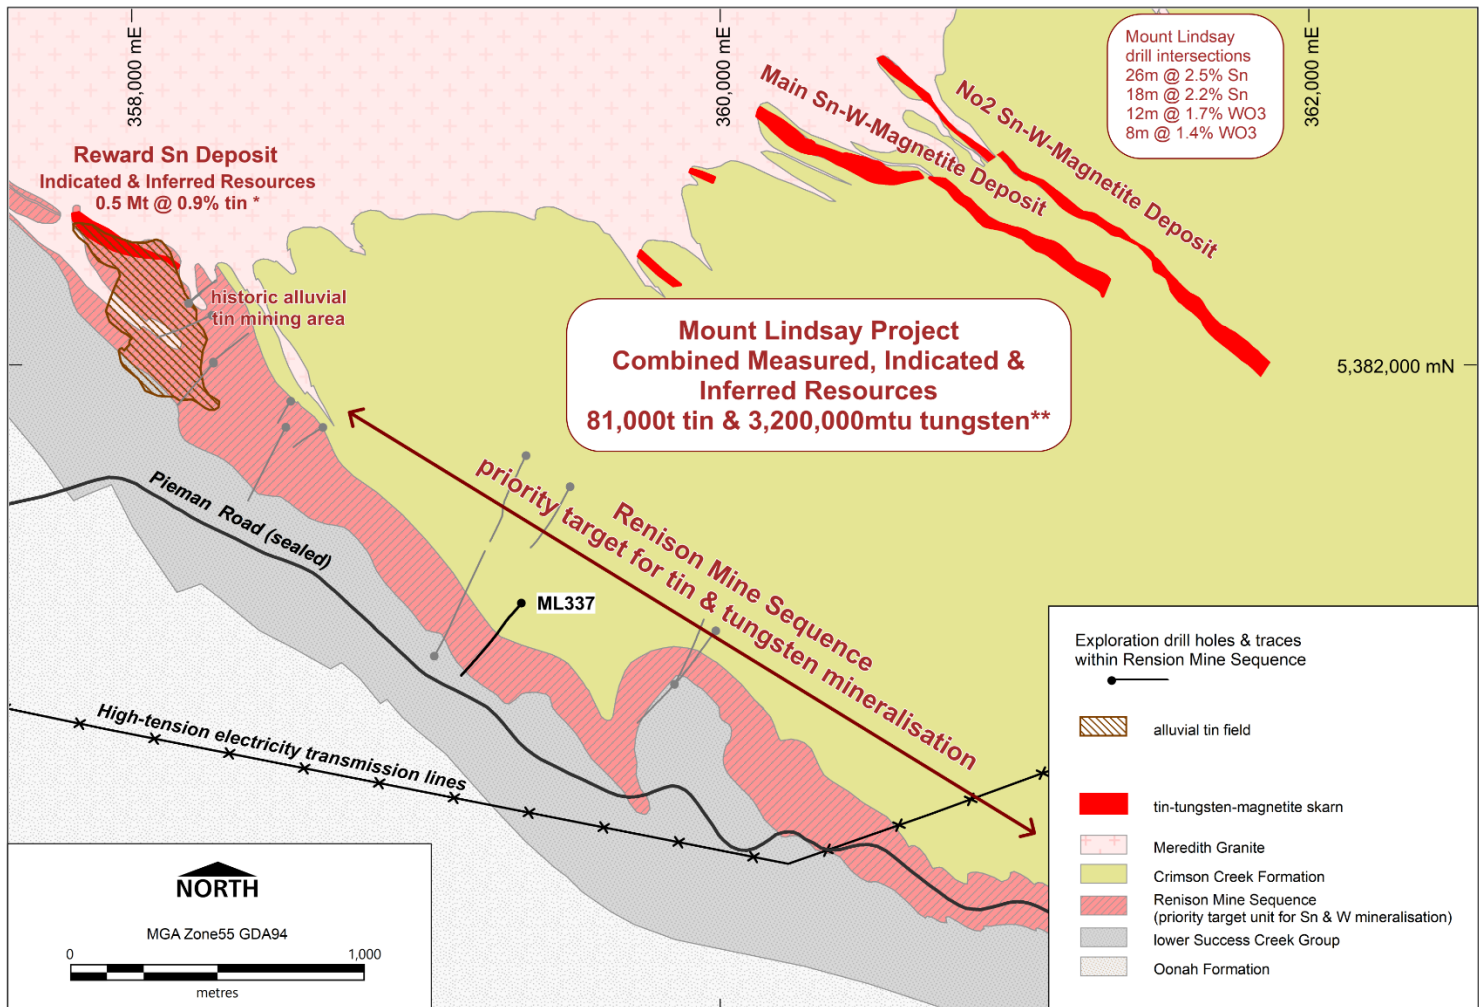 358,000 mE
360,000 mE
362,000 mE
Mount Lindsay
drill intersections
26m @ 2.5% Sn
18m @ 2.2% Sn
12m @ 1.7% WO3
8m @ 1.4% WO3
Main Sn-W-Magnetite Deposit
No2 Sn-W-Magnetite Deposit
Reward Sn Deposit
Indicated & Inferred Resources
0.5 Mt @ 0.9% tin *
historic alluvial
tin mining area
Mount Lindsay Project
Combined Measured, Indicated &
Inferred Resources
81,000t tin & 3,200,000mtu tungsten**
5,382,000 mN
Renison Mine Sequence
priority target for tin & tungsten mineralisation
Pieman Road (sealed)
ML337
High-tension electricity transmission lines
Exploration drill holes & traces
within Rension Mine Sequence
alluvial tin field
tin-tungsten-magnetite skarn
Meredith Granite
Crimson Creek Formation
Renison Mine Sequence
(priority target unit for Sn & W mineralisation)
lower Success Creek Group
Oonah Formation
NORTH
MGA Zone55 GDA94
0 1,000
metres